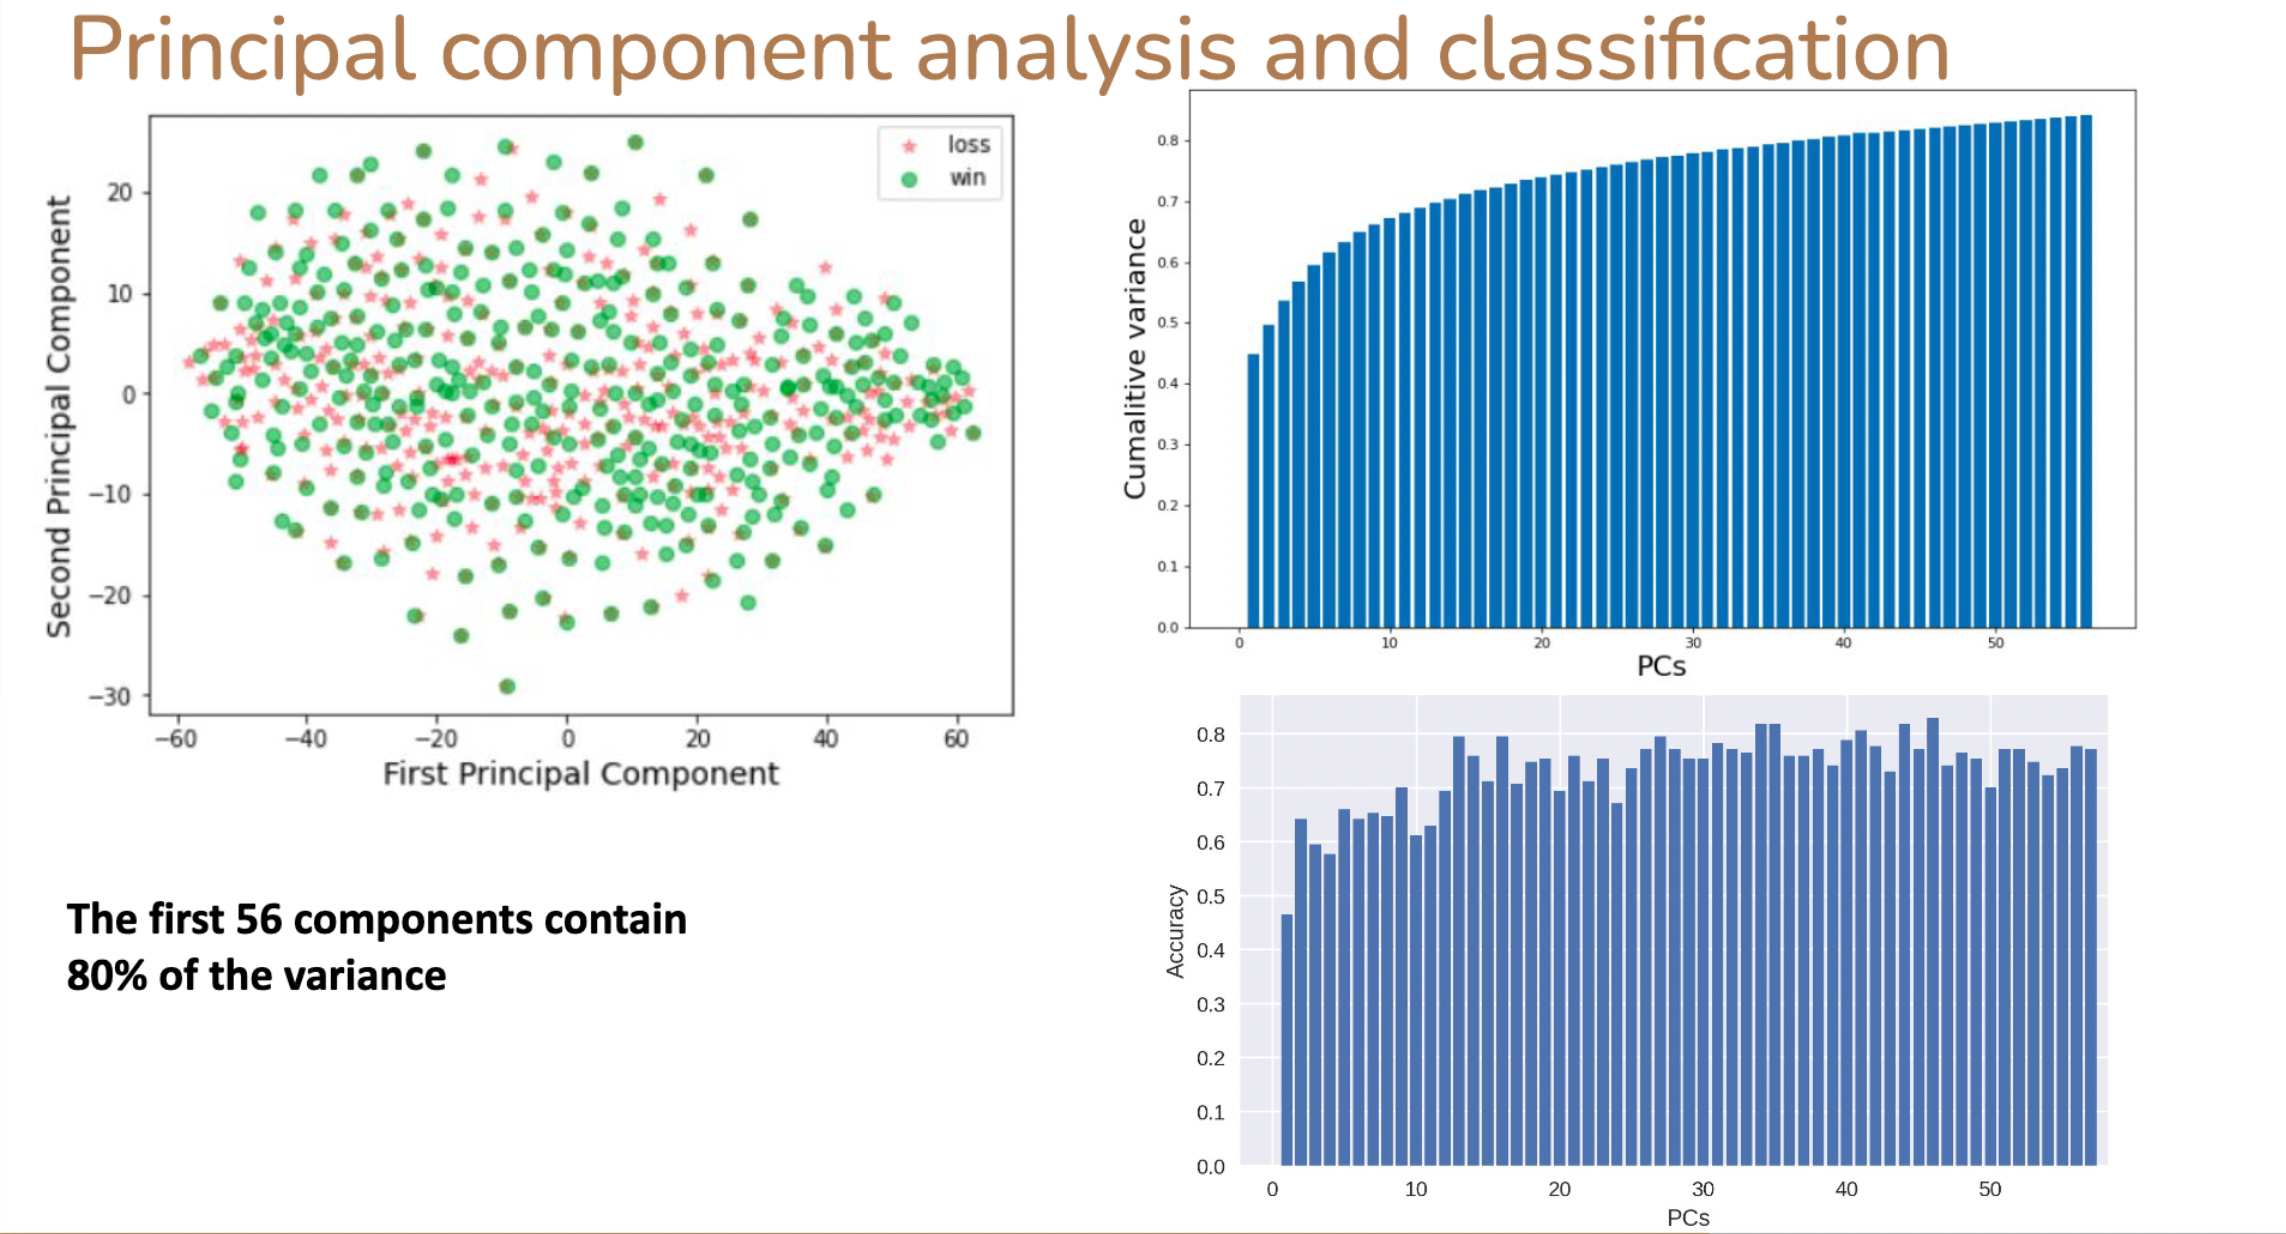 Principal component analysis and classification
loss
win
20
10
0
−10
−20
−30
Second Principal Component
−60 −40 −20 0 20 40 60
First Principal Component
0.8
0.7
0.6
0.5
0.4
0.3
0.2
0.1
0.0
Cumalitive variance
0 10 20 30 40 50
PCs
The first 56 components contain
80% of the variance
0.8
0.7
0.6
0.5
0.4
0.3
0.2
0.1
0.0
Accuracy
0 10 20 30 40 50
PCs